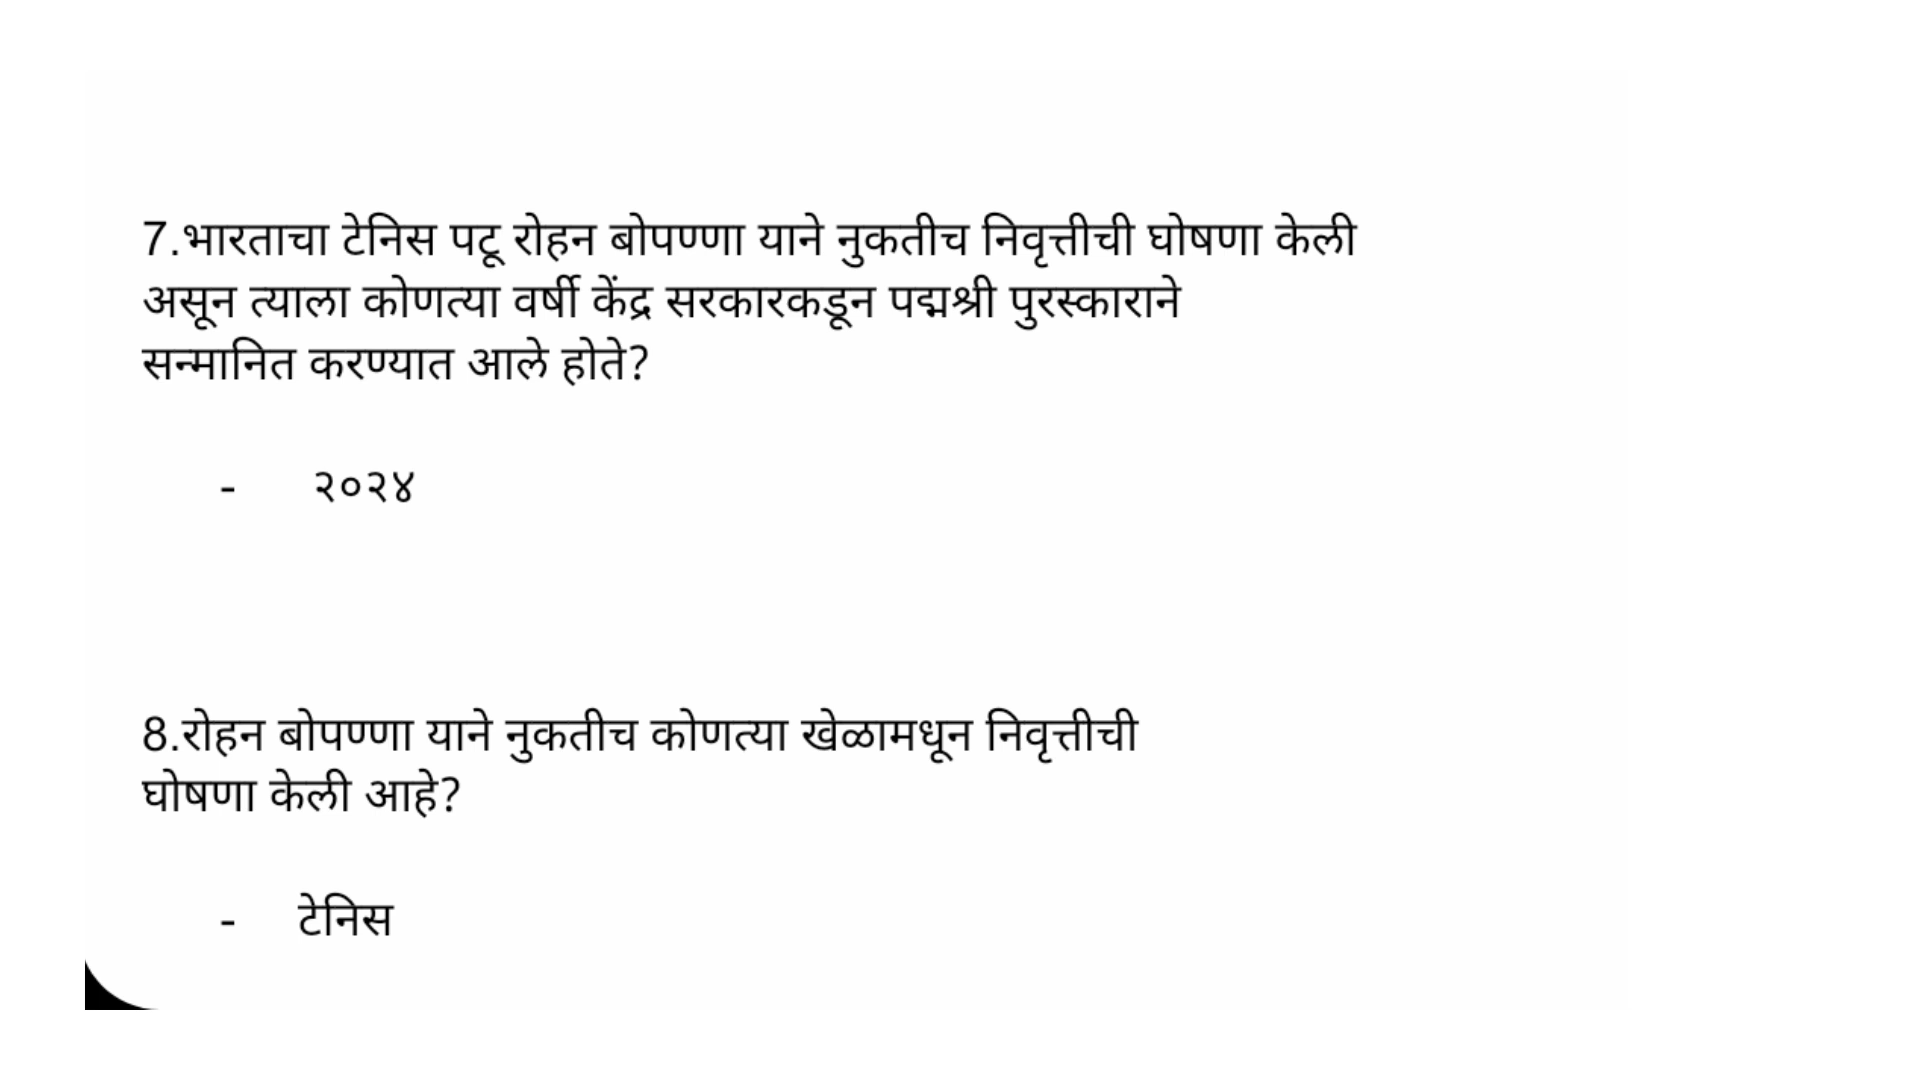 7.भारताचा टेनिस पटू रोहन बोपण्णा याने नुकतीच निवृत्तीची घोषणा केली
असून त्याला कोणत्या वर्षी केंद्र सरकारकडून पद्मश्री पुरस्काराने
सन्मानित करण्यात आले होते?
- २०२४
8.रोहन बोपण्णा याने नुकतीच कोणत्या खेळामधून निवृत्तीची
घोषणा केली आहे?
- टेनिस